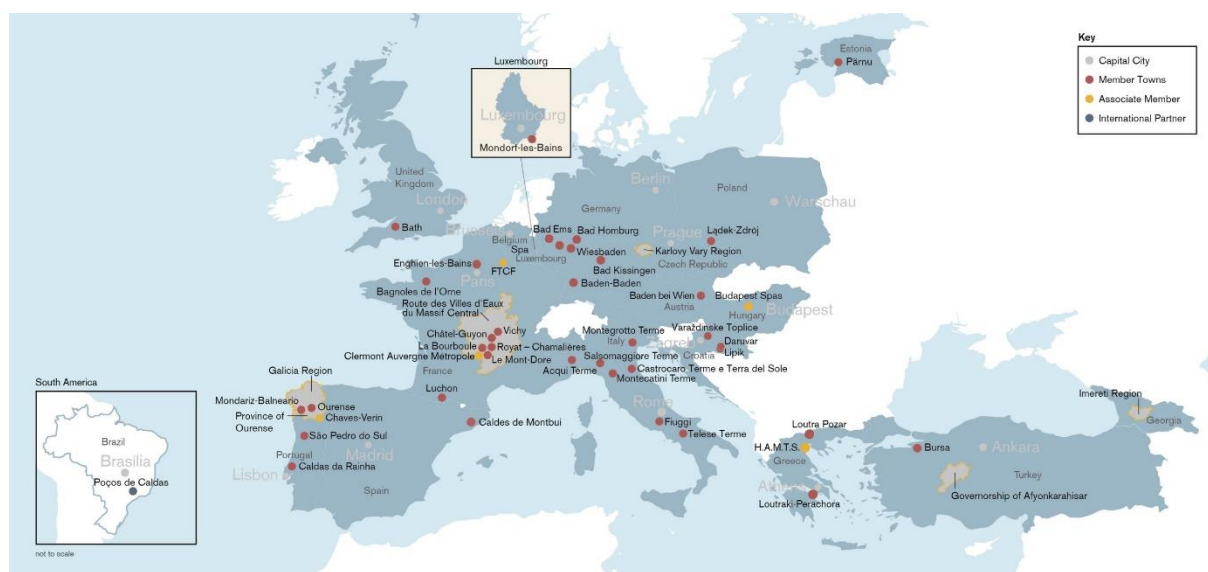 Key
Capital City
Member Towns
Associate Member
International Partner
Estonia
Pärnu
Luxembourg
Luxembourg
Mondorf-les-Bains
United
Kingdom
London
Bath
Berlin
Poland
Warschau
Germany
Brussels
Belgium
Spa
Luxembourg
Bad Ems
Bad Homburg
Wiesbaden
Prague
Lądek-Zdrój
Karlovy Vary Region
Czech Republic
Bad Kissingen
Enghien-les-Bains
FTCF
Paris
Baden-Baden
Bagnoles de l'Orne
Route des Villes d'Eaux
du Massif Central
Baden bei Wien
Austria
Budapest Spas
Hungary
Budapest
Vichy
Châtel-Guyon
La Bourboule
Royat – Chamalières
Clermont Auvergne Métropole
Le Mont-Dore
France
Montegrotto Terme
Italy
Varaždinske Toplice
Zagreb
Croatia
Daruvar
Lipik
Salsomaggiore Terme
Acqui Terme
Castrocaro Terme e Terra del Sole
Montecatini Terme
Luchon
Galicia Region
Mondariz-Balneario
Ourense
Province of
Ourense
Chaves-Verin
Caldes de Montbui
Rome
Fiuggi
Telese Terme
São Pedro do Sul
Portugal
Madrid
Caldas da Rainha
Lisbon
Spain
Loutra Pozar
H.A.M.T.S.
Greece
Athens
Loutraki-Perachora
Bursa
Ankara
Turkey
Governorship of Afyonkarahisar
Imereti Region
Georgia
South America
Brazil
Brasilia
Poços de Caldas
not to scale